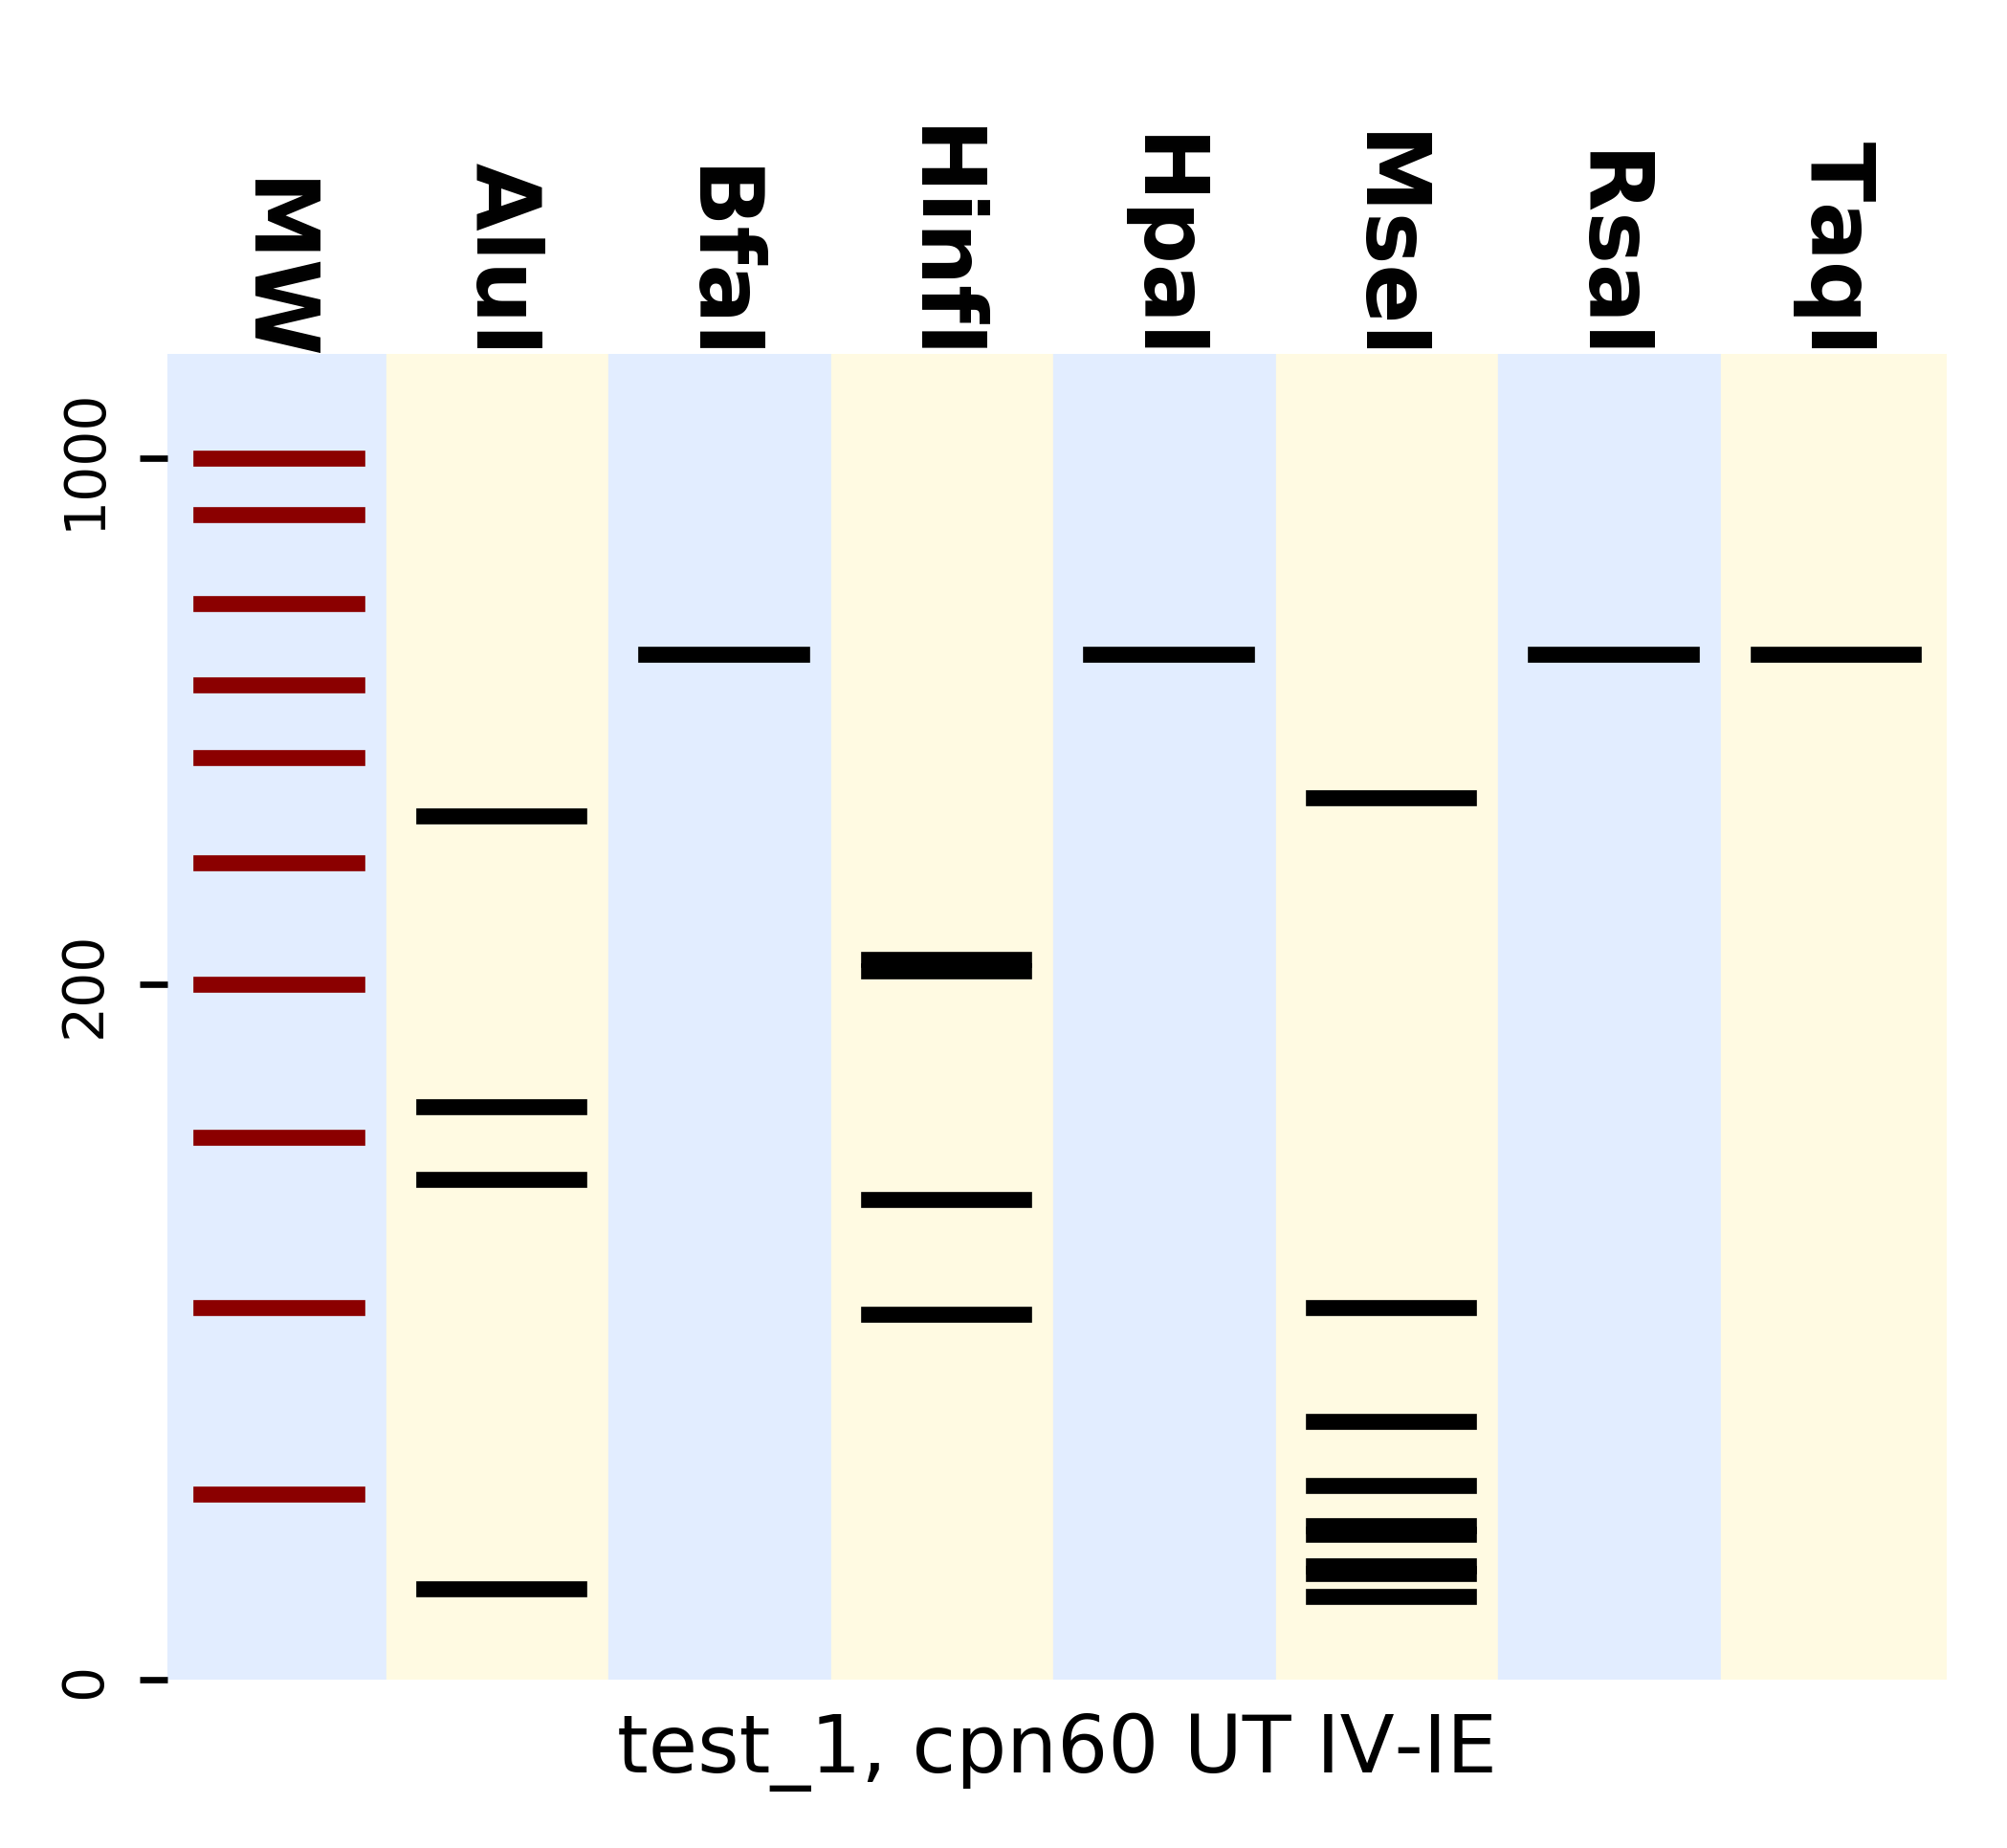 MW
AluI
BfaI
HinfI
HpaI
MseI
RsaI
TaqI
1000
200
0
test_1, cpn60 UT IV-IE